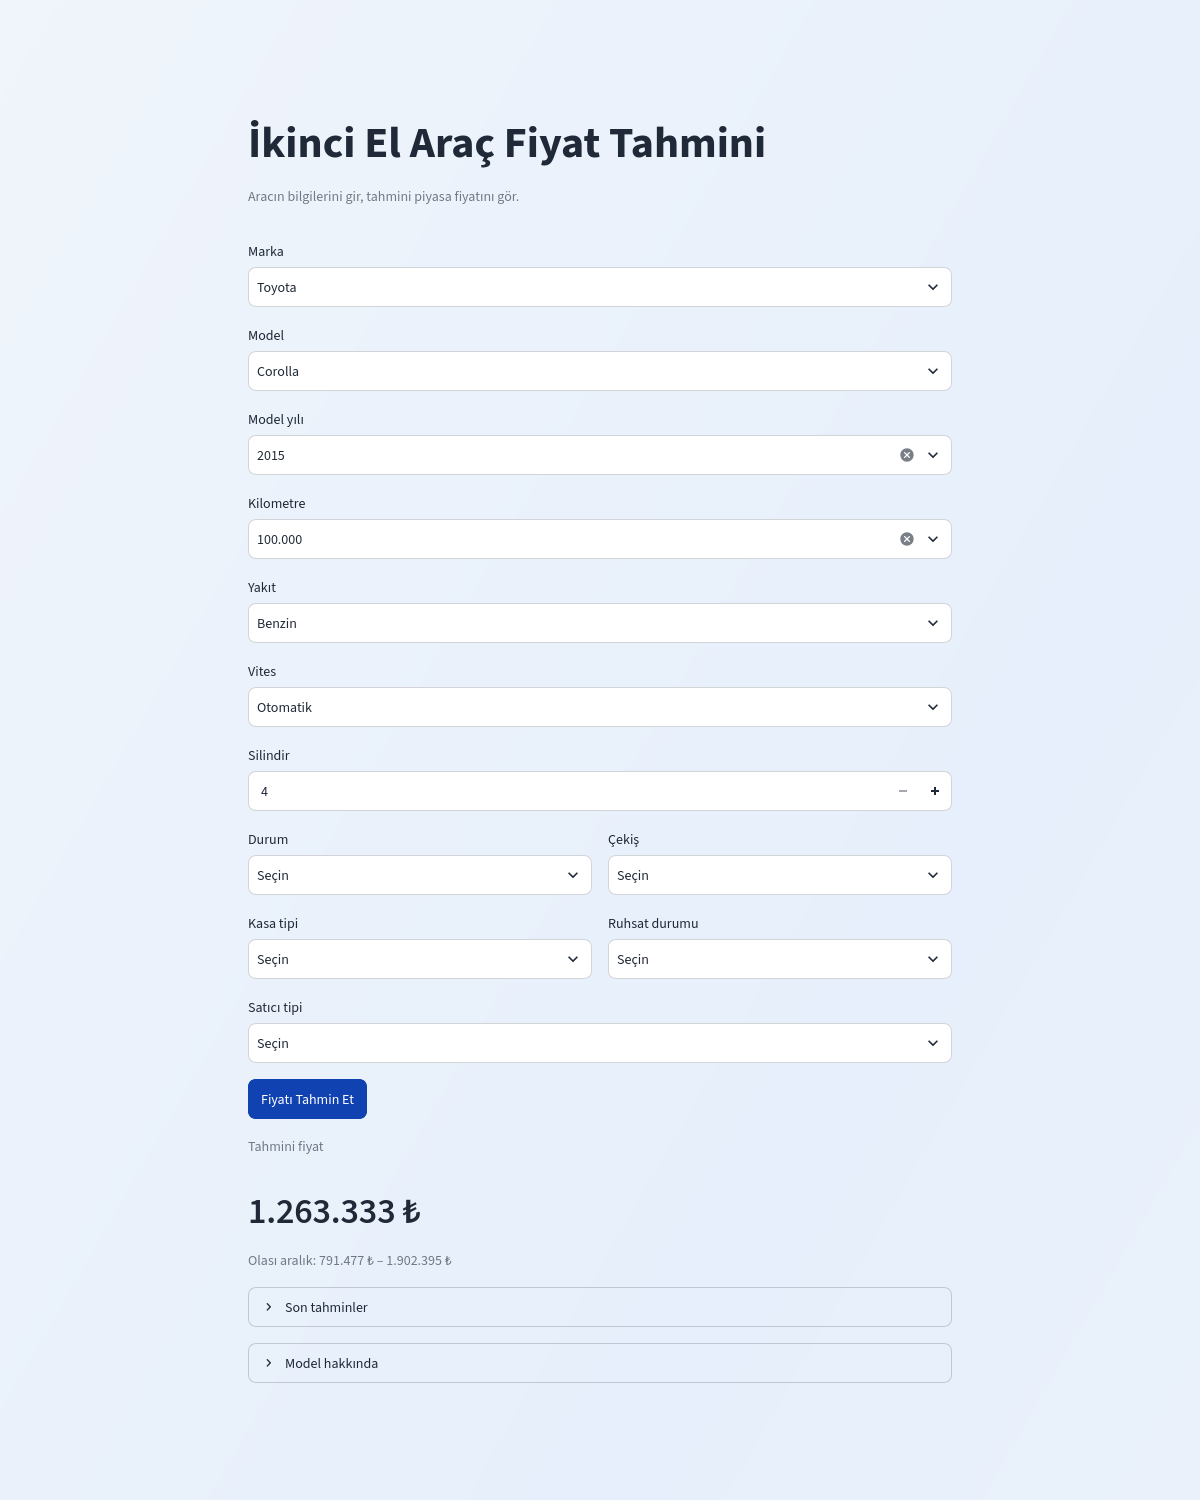 İkinci El Araç Fiyat Tahmini
Aracın bilgilerini gir, tahmini piyasa fiyatını gör.
Marka
Toyota
Model
Corolla
Model yılı
2015
Kilometre
100.000
Yakıt
Benzin
Vites
Otomatik
Silindir
4
Durum
Çekiş
Seçin
Seçin
Kasa tipi
Ruhsat durumu
Seçin
Seçin
Satıcı tipi
Seçin
Fiyatı Tahmin Et
Tahmini fiyat
1.263.333 ₺
Olası aralık: 791.477 ₺ – 1.902.395 ₺
Son tahminler
Model hakkında